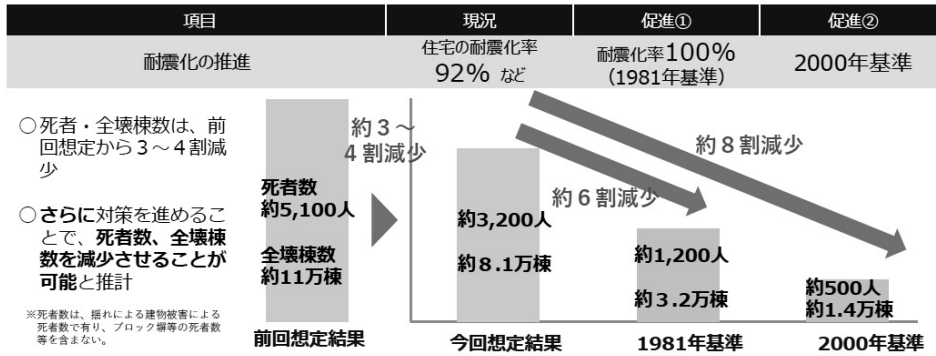 項目
現況
促進①
促進②
耐震化の推進
住宅の耐震化率
92% など
耐震化率100%
(1981年基準)
2000年基準
○死者・全壊棟数は、前
回想定から3~4割減
少
○さらに対策を進めるこ
とで、死者数、全壊棟
数を減少させることが
可能と推計
※死者数は、揺れによる建物被害による
死者数で有り、ブロック塀等の死者数
等を含まない。
死者数
約5,100人
全壊棟数
約11万棟
前回想定結果
約3~
4割減少
約3,200人
約8.1万棟
今回想定結果
約6割減少
約8割減少
約1,200人
約3.2万棟
1981年基準
約500人
約1.4万棟
2000年基準